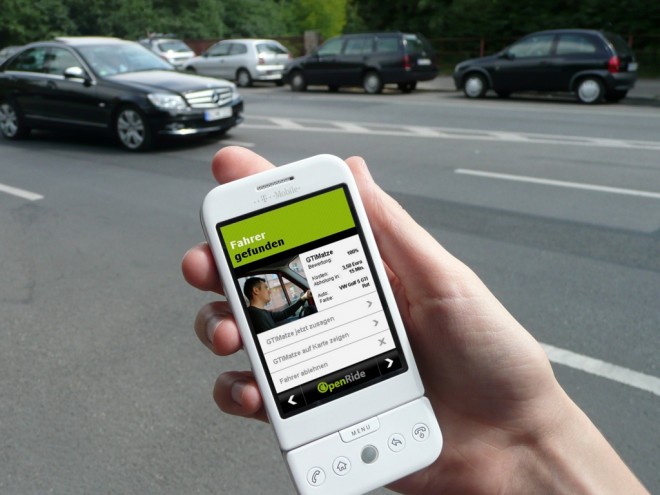 T··Mobile·
Fahrer
gefunden
GTIMatze
Bewertung: 100%
Kosten: 3,50 Euro
Abholung in: 15 Min.
Auto: VW Golf 5 GTI
Farbe: Rot
GTIMatze jetzt zusagen
GTIMatze auf Karte zeigen
Fahrer ablehnen
OpenRide
MENU